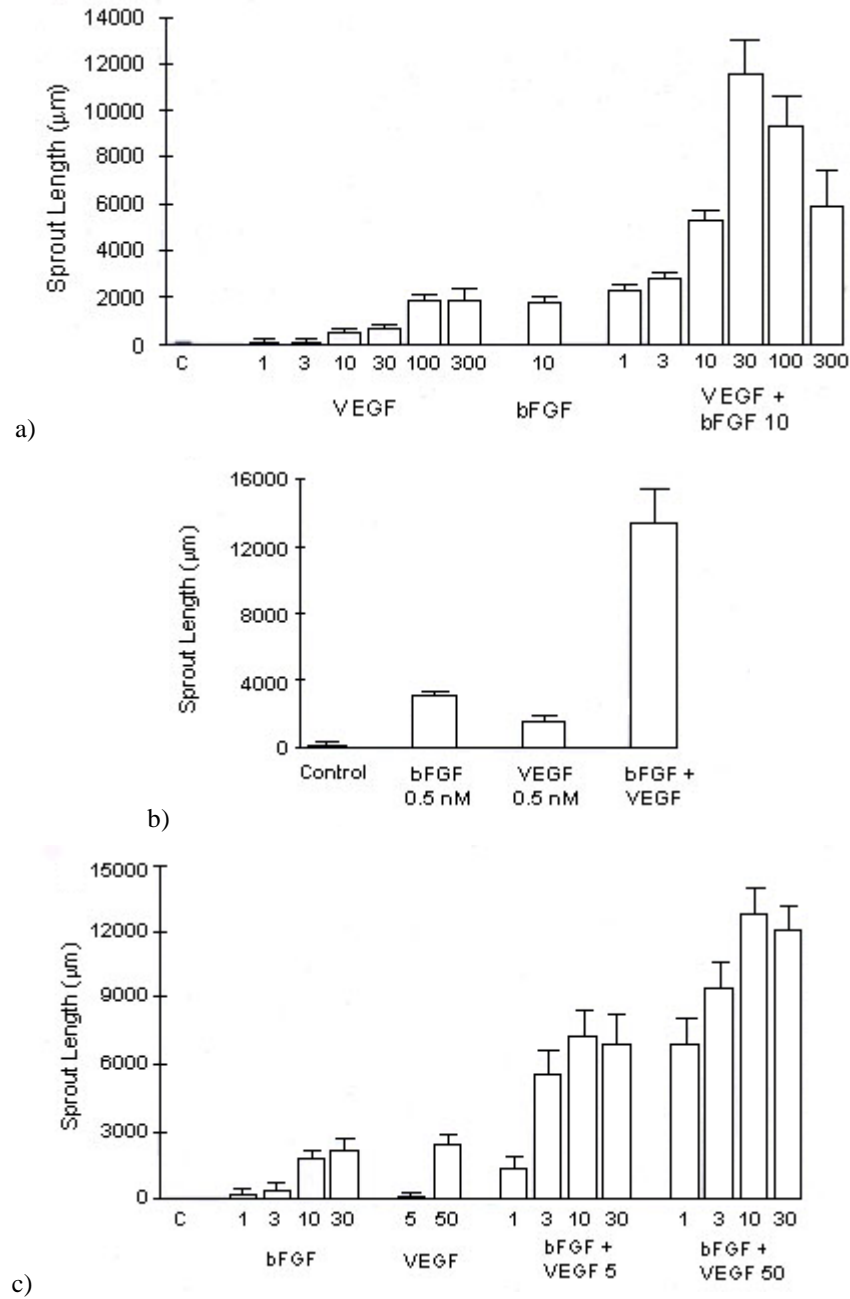 14000
12000
10000
8000
6000
4000
2000
0
Sprout Length (µm)
C 1 3 10 30 100 300 10 1 3 10 30 100 300
VEGF bFGF VEGF +
bFGF 10
a)
16000
12000
8000
4000
0
Sprout Length (µm)
Control bFGF VEGF bFGF +
0.5 nM 0.5 nM VEGF
b)
15000
12000
9000
6000
3000
0
Sprout Length (µm)
C 1 3 10 30 5 50 1 3 10 30 1 3 10 30
bFGF VEGF bFGF + bFGF +
VEGF 5 VEGF 50
c)